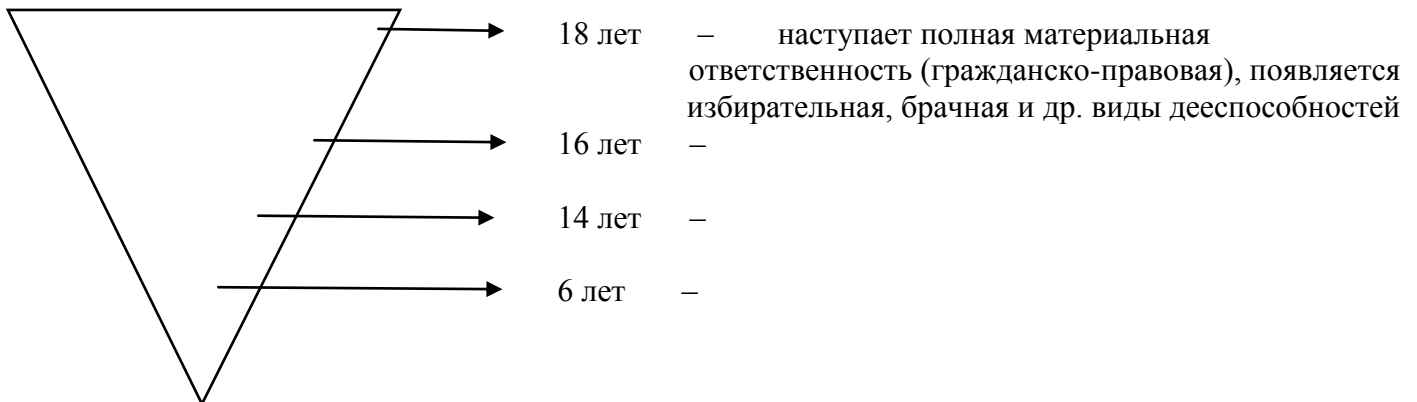 18 лет – наступает полная материальная
ответственность (гражданско-правовая), появляется
избирательная, брачная и др. виды дееспособностей
16 лет –
14 лет –
6 лет –